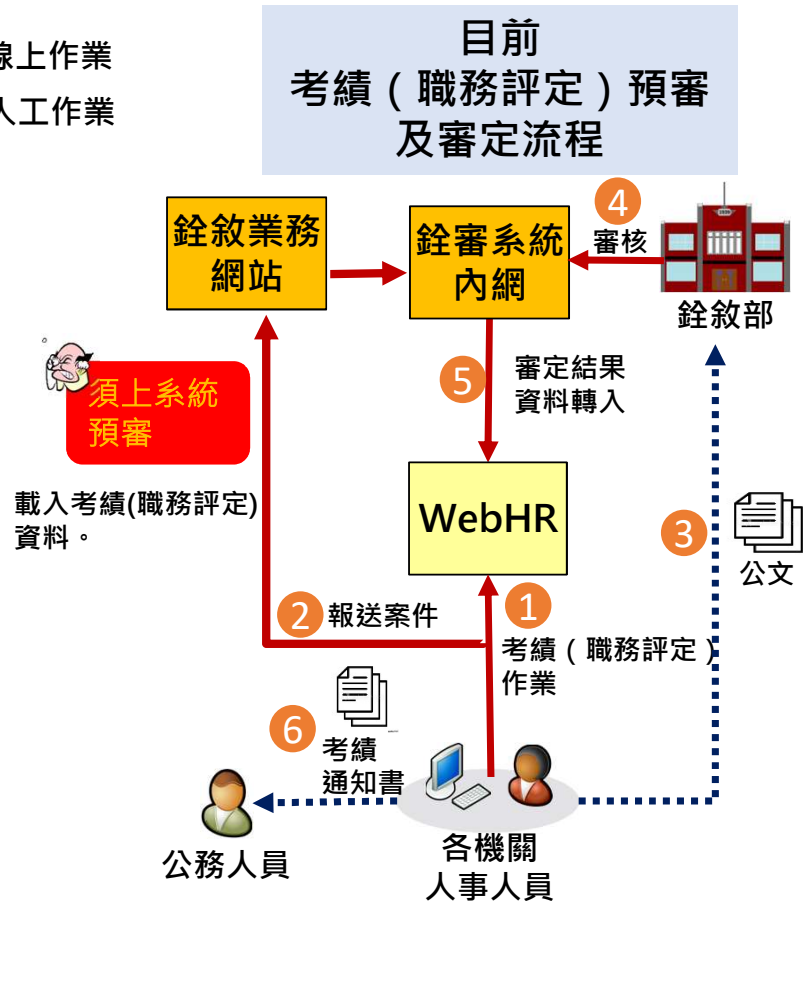 線上作業
人工作業
目前
考績（職務評定）預審
及審定流程
銓敘業務
網站
銓審系統
內網
4
審核
銓敘部
須上系統
預審
5
審定結果
資料轉入
載入考績(職務評定)
資料。
WebHR
3
公文
2
報送案件
1
考績（職務評定）
作業
6
考績
通知書
公務人員
各機關
人事人員